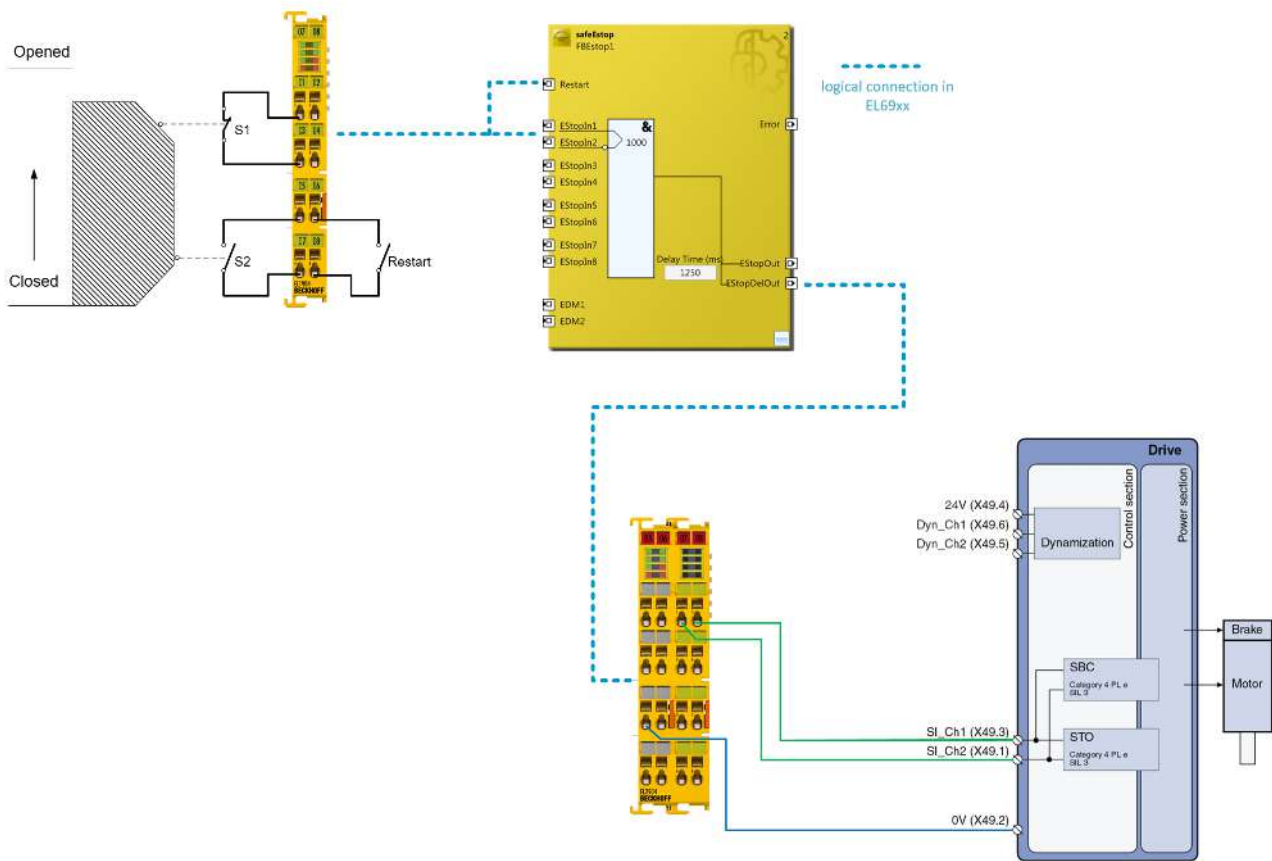 Opened
Closed
S1
S2
Restart
BECKHOFF
safeEstop
FBEstop1
2
Restart
EStopIn1
EStopIn2
EStopIn3
EStopIn4
EStopIn5
EStopIn6
EStopIn7
EStopIn8
EDM1
EDM2
&
1000
Delay Time (ms)
1250
Error
EStopOut
EStopDelOut
logical connection in
EL69xx
BECKHOFF
Drive
Control section
Power section
24V (X49.4)
Dyn_Ch1 (X49.6)
Dyn_Ch2 (X49.5)
Dynamization
SBC
Category 4 PL e
SIL 3
STO
Category 4 PL e
SIL 3
SI_Ch1 (X49.3)
SI_Ch2 (X49.1)
0V (X49.2)
Brake
Motor